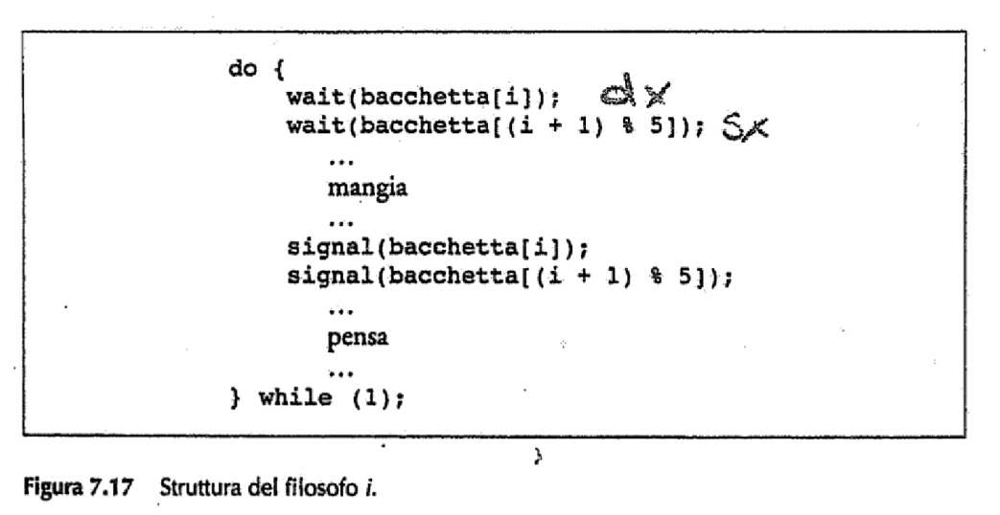 do {
wait(bacchetta[i]); dx
wait(bacchetta[(i + 1) % 5]); Sx
...
mangia
...
signal(bacchetta[i]);
signal(bacchetta[(i + 1) % 5]);
...
pensa
...
} while (1);
Figura 7.17 Struttura del filosofo i.